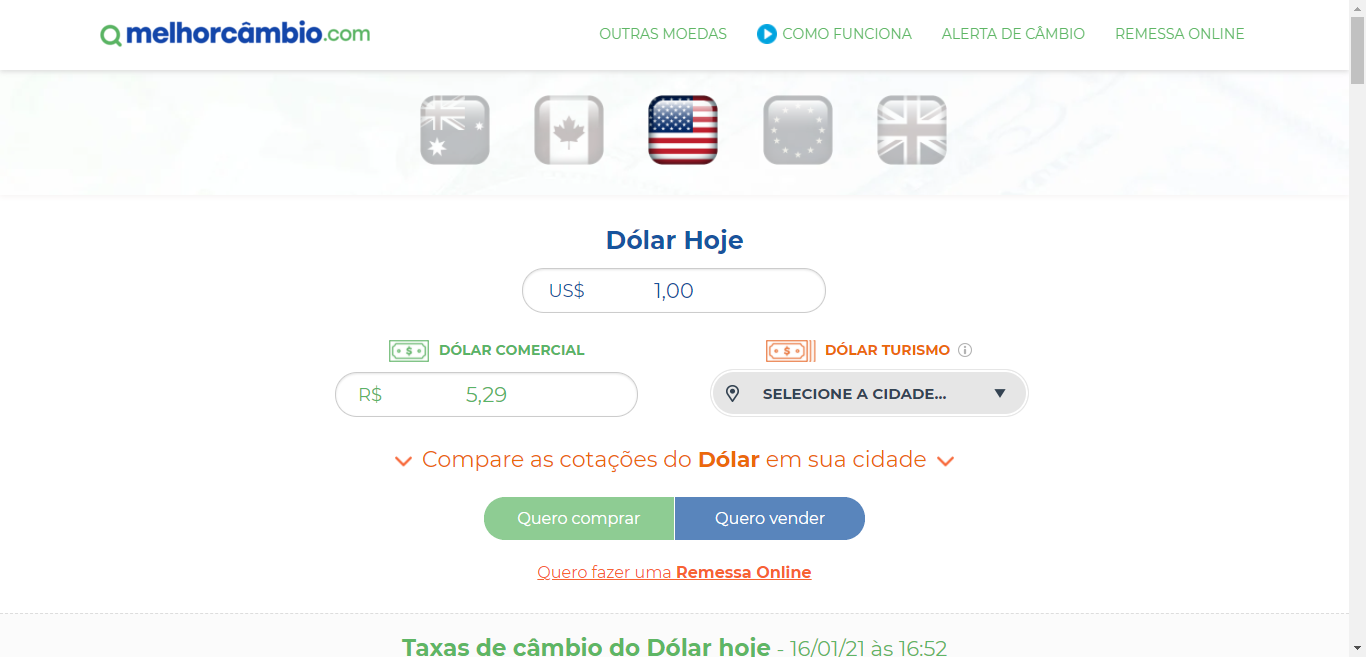 melhorcâmbio.com
OUTRAS MOEDAS COMO FUNCIONA ALERTA DE CÂMBIO REMESSA ONLINE
Dólar Hoje
US$ 1,00
DÓLAR COMERCIAL DÓLAR TURISMO
R$ 5,29 SELECIONE A CIDADE...
Compare as cotações do Dólar em sua cidade
Quero comprar Quero vender
Quero fazer uma Remessa Online
Taxas de câmbio do Dólar hoje - 16/01/21 às 16:52